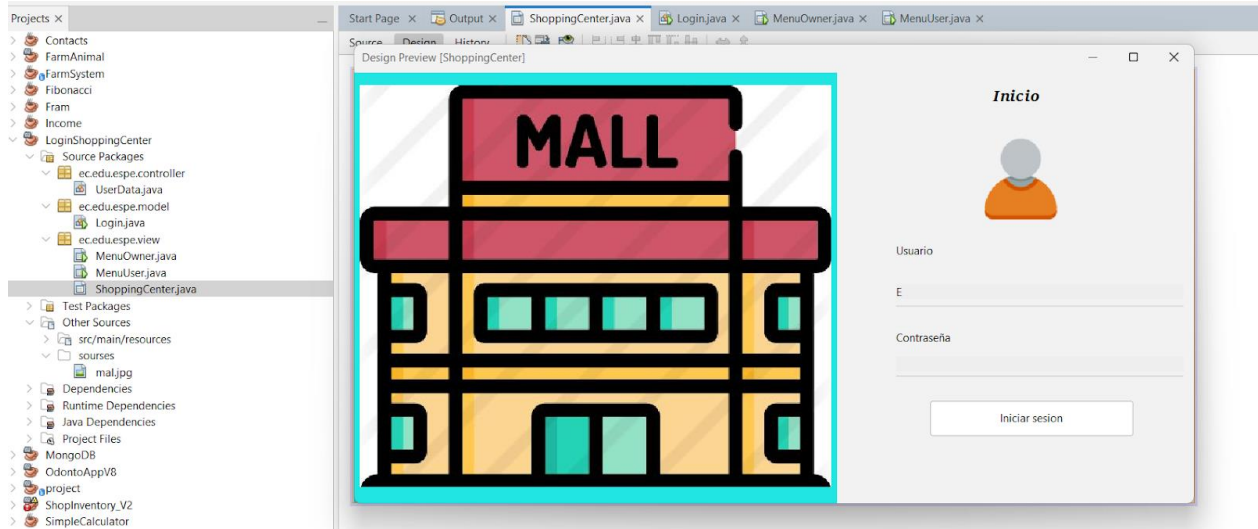 Projects
Start Page
Output
ShoppingCenter.java
Login.java
MenuOwner.java
MenuUser.java
Source
Design
History
Contacts
FarmAnimal
FarmSystem
Fibonacci
Fram
Income
LoginShoppingCenter
Source Packages
ec.edu.espe.controller
UserData.java
ec.edu.espe.model
Login.java
ec.edu.espe.view
MenuOwner.java
MenuUser.java
ShoppingCenter.java
Test Packages
Other Sources
src/main/resources
sourses
mal.jpg
Dependencies
Runtime Dependencies
Java Dependencies
Project Files
MongoDB
OdontoAppV8
project
ShopInventory_V2
SimpleCalculator
Design Preview [ShoppingCenter]
MALL
Inicio
Usuario
E
Contraseña
Iniciar sesion